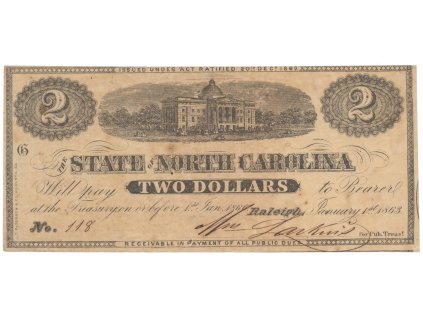 ISSUED UNDER ACT RATIFIED 20TH DEC. 1862.
2 2
6
THE STATE OF NORTH CAROLINA
Will pay TWO DOLLARS to Bearer
at the Treasury on or before 1st Jan. 1866
Raleigh, January 1st 1863
No. 118
for Pub. Treasr.
RECEIVABLE IN PAYMENT OF ALL PUBLIC DUES